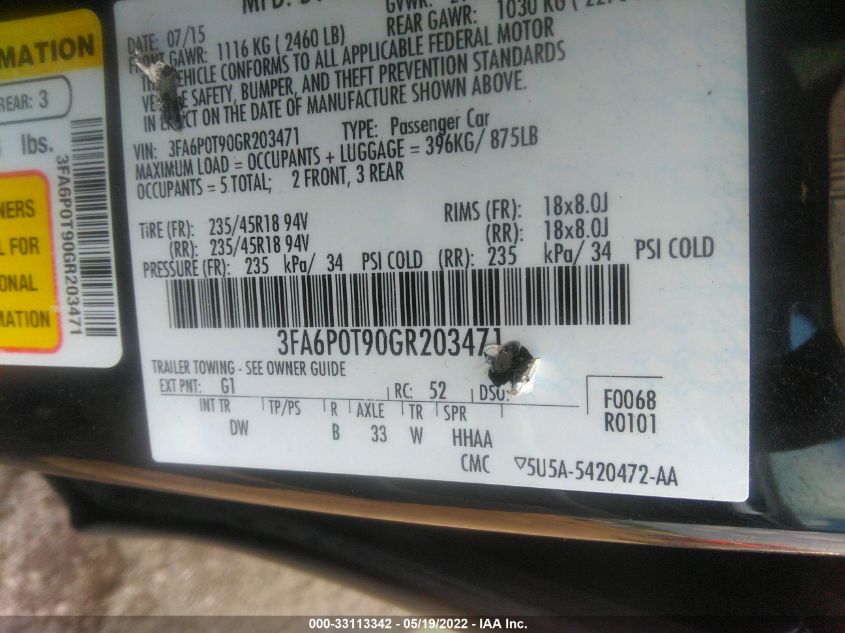 MFD. BY
GVWR:
DATE: 07/15
REAR GAWR: 1030 KG (
FRONT GAWR: 1116 KG ( 2460 LB)
THIS VEHICLE CONFORMS TO ALL APPLICABLE FEDERAL MOTOR
VEHICLE SAFETY, BUMPER, AND THEFT PREVENTION STANDARDS
IN EFFECT ON THE DATE OF MANUFACTURE SHOWN ABOVE.
VIN: 3FA6P0T90GR203471 TYPE: Passenger Car
MAXIMUM LOAD = OCCUPANTS + LUGGAGE = 396KG/ 875LB
OCCUPANTS = 5 TOTAL; 2 FRONT, 3 REAR
TIRE (FR): 235/45R18 94V RIMS (FR): 18x8.0J
(RR): 235/45R18 94V (RR): 18x8.0J
PRESSURE (FR): 235 kPa/ 34 PSI COLD (RR): 235 kPa/ 34 PSI COLD
3FA6P0T90GR203471
TRAILER TOWING - SEE OWNER GUIDE
EXT PNT: G1 RC: 52 DSO:
INT TR TP/PS R AXLE TR SPR
DW B 33 W HHAA
F0068
R0101
CMC ▽5U5A-5420472-AA
ORMATION
REAR: 3
lbs.
3FA6P0T90GR203471
NERS
L FOR
ONAL
MATION
000-33113342 - 05/19/2022 - IAA Inc.